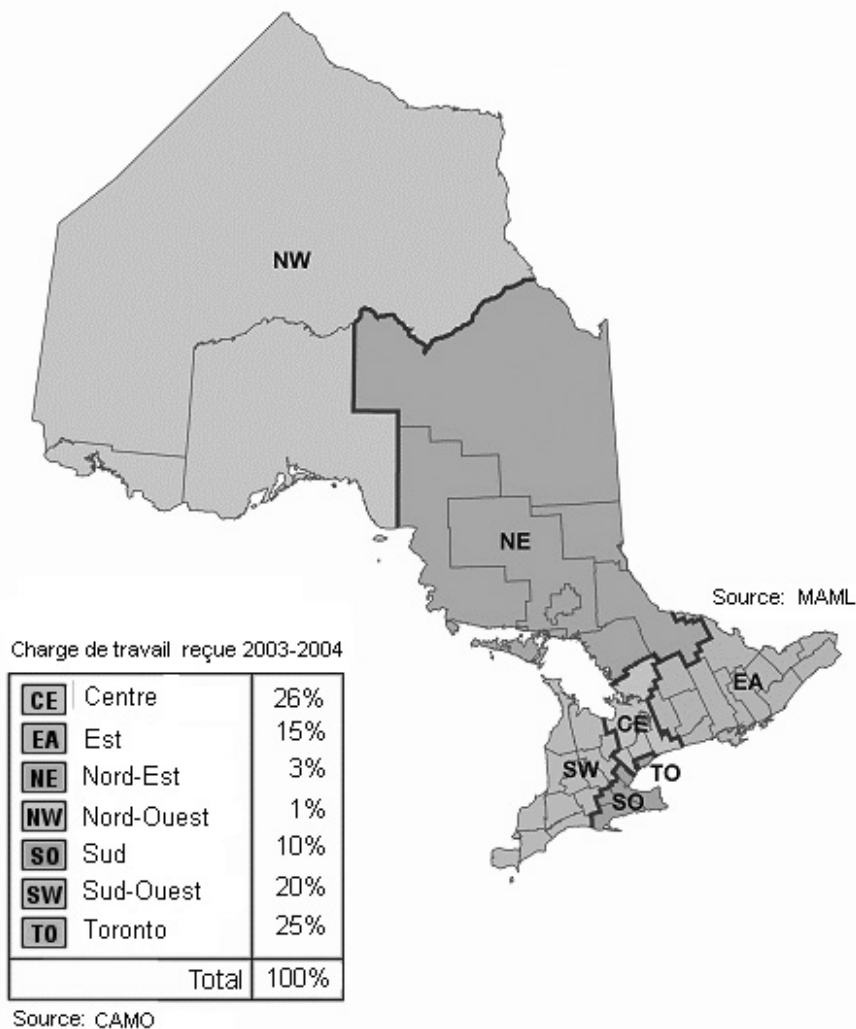 NW
NE
Source: MAML
EA
CE
SW
TO
SO
Charge de travail reçue 2003-2004
CE Centre 26%
EA Est 15%
NE Nord-Est 3%
NW Nord-Ouest 1%
SO Sud 10%
SW Sud-Ouest 20%
TO Toronto 25%
Total 100%
Source: CAMO